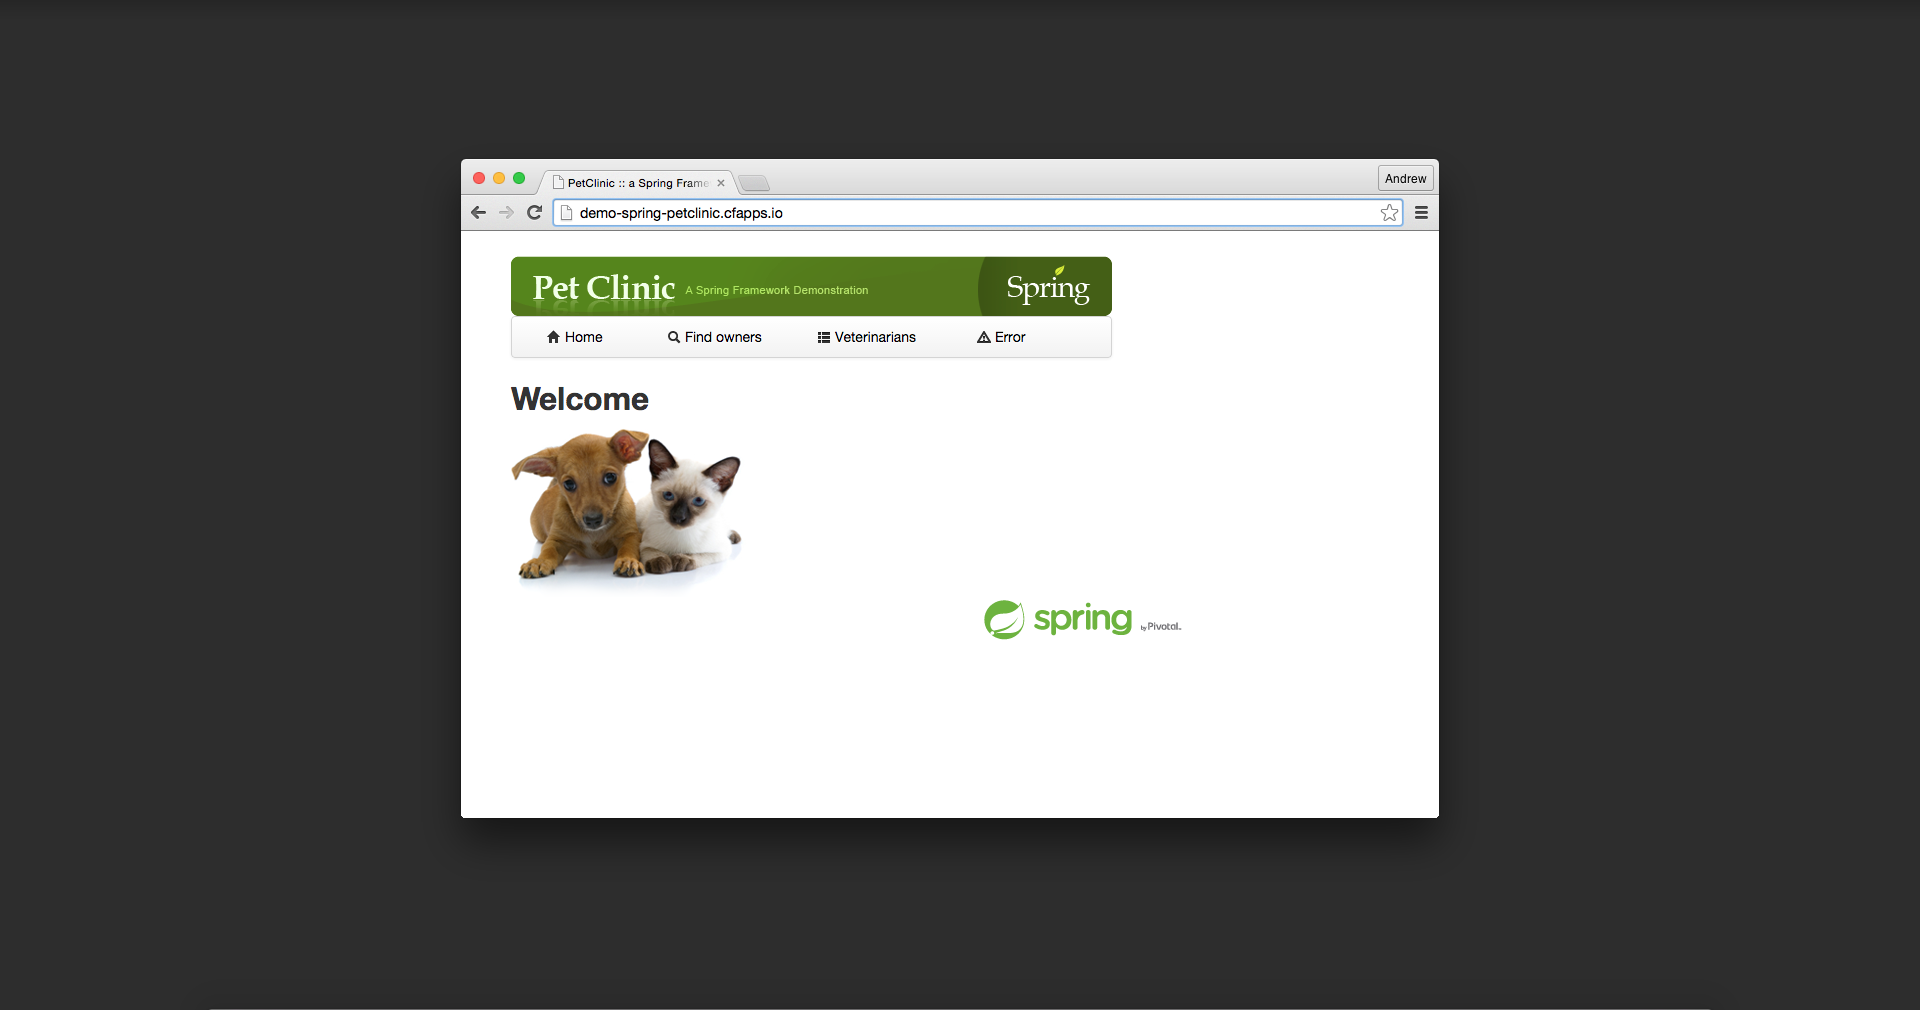 PetClinic :: a Spring Frame
Andrew
demo-spring-petclinic.cfapps.io
Pet Clinic A Spring Framework Demonstration Spring
Home Find owners Veterinarians Error
Welcome
spring by Pivotal.